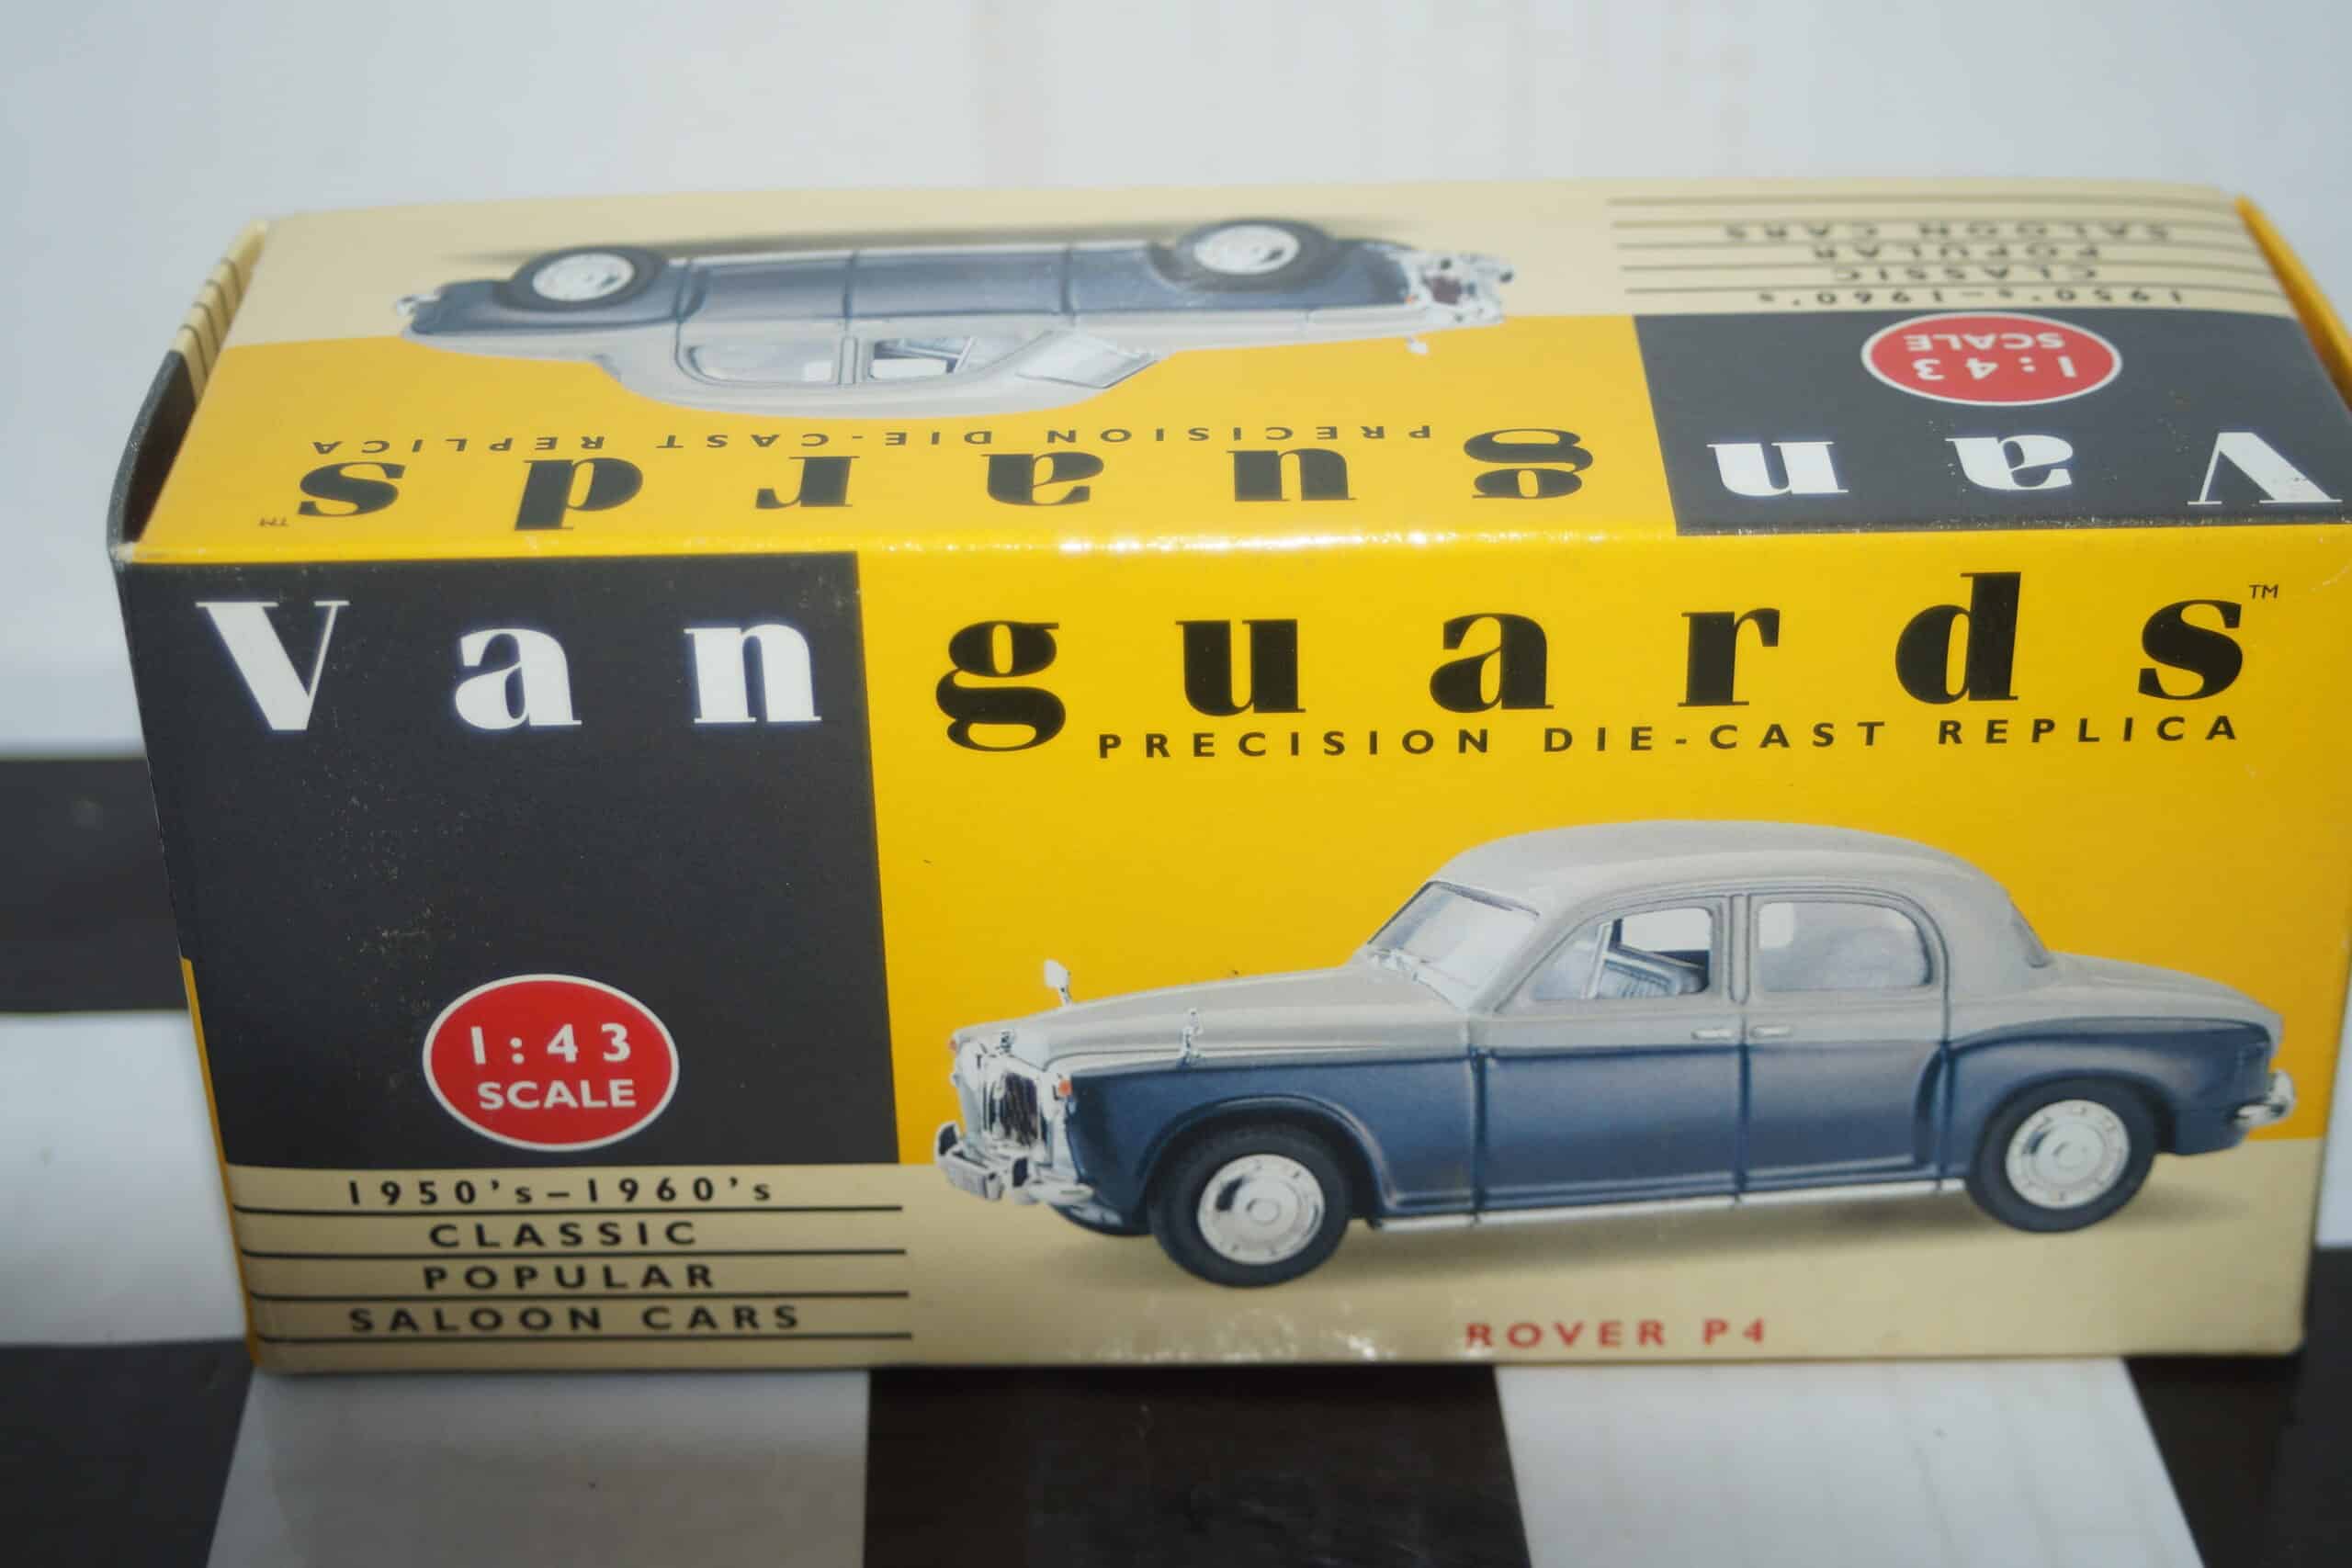 1950's–1960's
CLASSIC
POPULAR
SALOON CARS
1:43
SCALE
Vanguards™
PRECISION DIE-CAST REPLICA
Vanguards™
PRECISION DIE-CAST REPLICA
1:43
SCALE
1950's–1960's
CLASSIC
POPULAR
SALOON CARS
ROVER P4